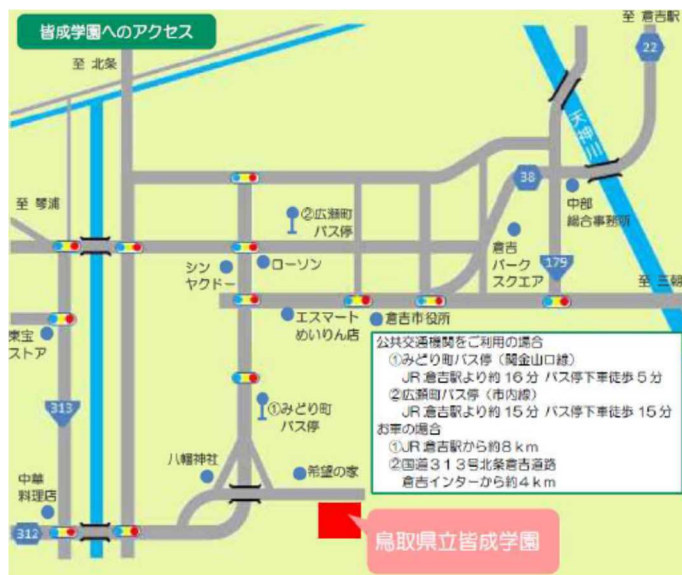 皆成学園へのアクセス
至 倉吉駅
22
至 北条
天神川
38
至 琴浦
②広瀬町
バス停
中部
総合事務所
倉吉
パーク
スクエア
シン
ヤクドー
ローソン
179
至 三朝
エスマート
めいりん店
倉吉市役所
東宝
ストア
公共交通機関をご利用の場合
①みどり町バス停（関金山口線）
JR倉吉駅より約16分 バス停下車徒歩5分
②広瀬町バス停（市内線）
JR倉吉駅より約15分 バス停下車徒歩15分
お車の場合
①JR倉吉駅から約8km
②国道313号北条倉吉道路
倉吉インターから約4km
313
①みどり町
バス停
八幡神社
希望の家
中華
料理店
312
鳥取県立皆成学園